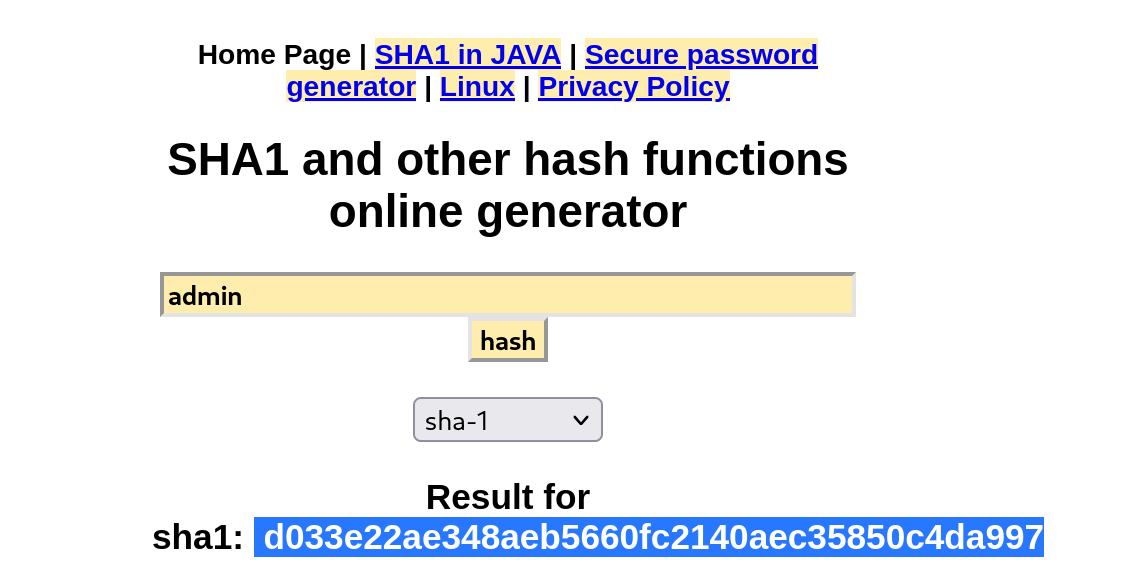 Home Page | SHA1 in JAVA | Secure password
generator | Linux | Privacy Policy
SHA1 and other hash functions
online generator
admin
hash
sha-1
Result for
sha1: d033e22ae348aeb5660fc2140aec35850c4da997